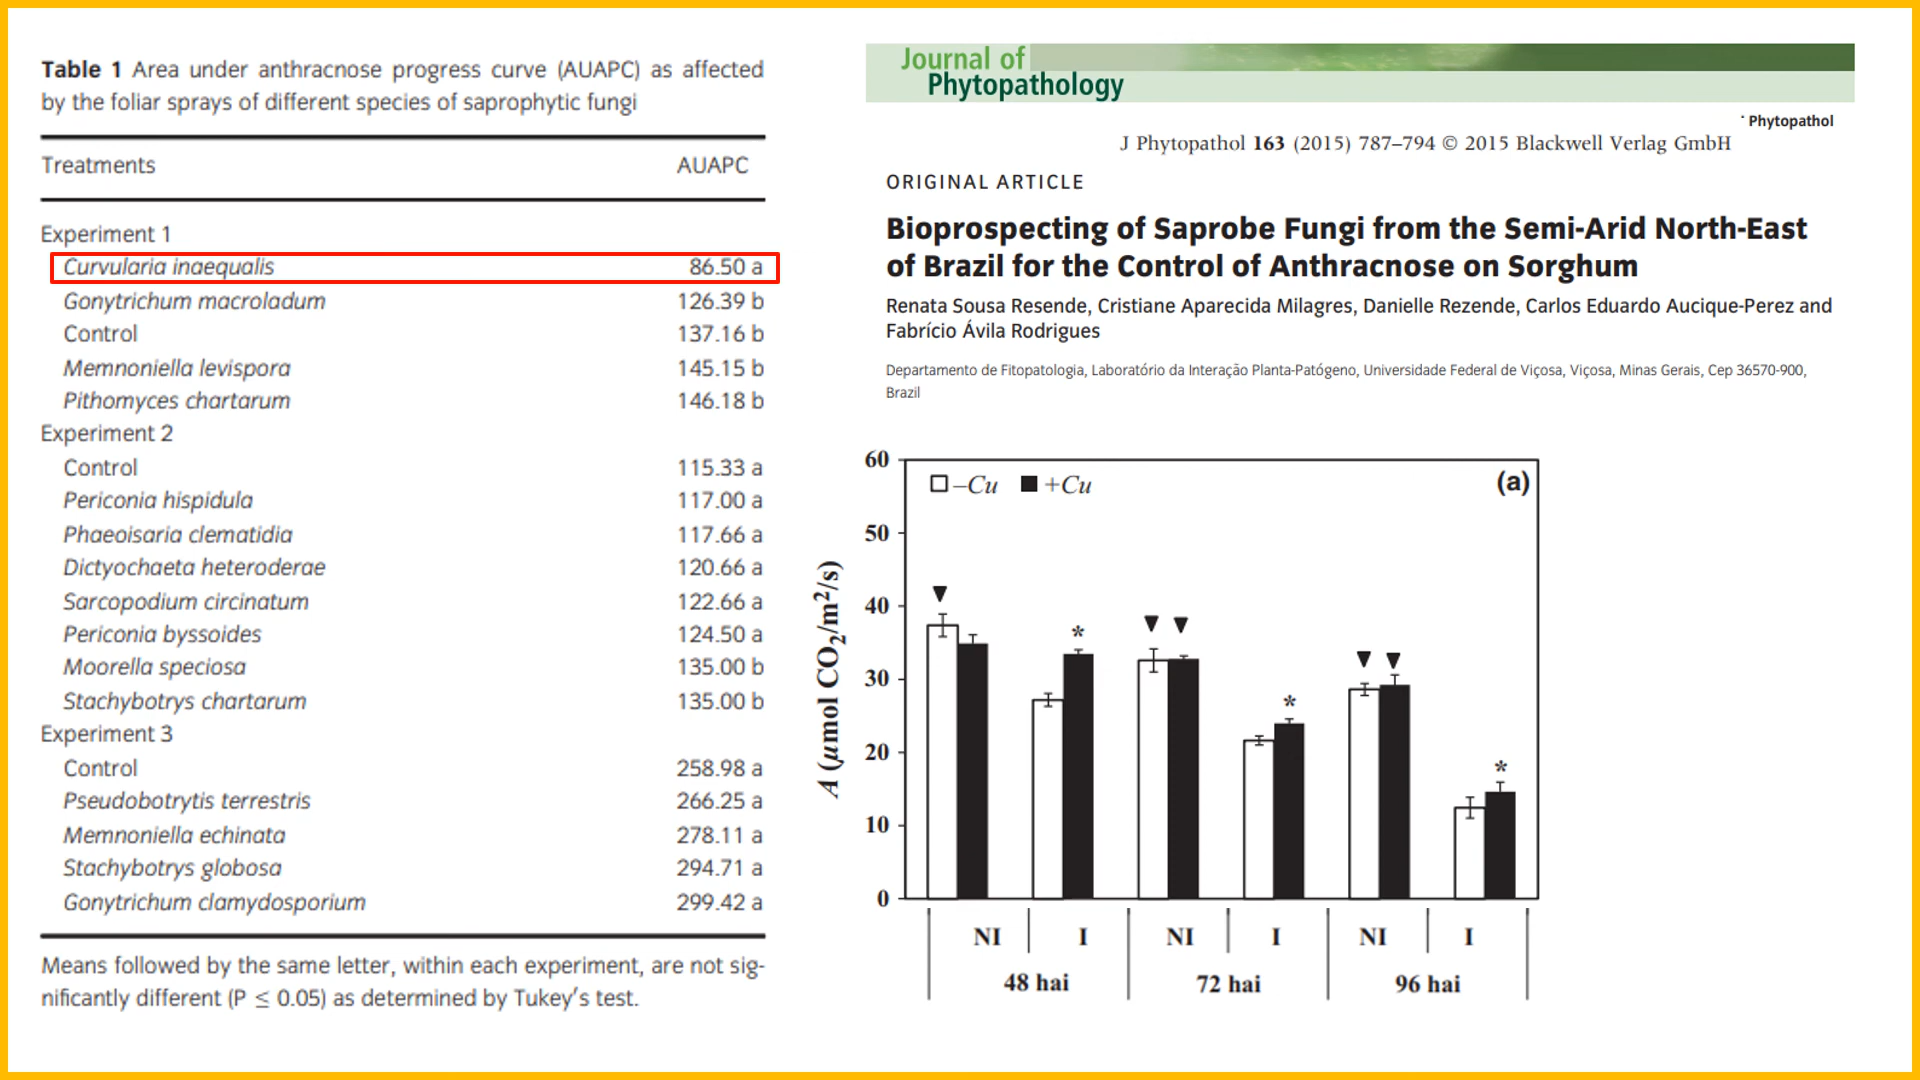 Table 1 Area under anthracnose progress curve (AUAPC) as affected
by the foliar sprays of different species of saprophytic fungi
Treatments AUAPC
Experiment 1
Curvularia inaequalis 86.50 a
Gonytrichum macroladum 126.39 b
Control 137.16 b
Memnoniella levispora 145.15 b
Pithomyces chartarum 146.18 b
Experiment 2
Control 115.33 a
Periconia hispidula 117.00 a
Phaeoisaria clematidia 117.66 a
Dictyochaeta heteroderae 120.66 a
Sarcopodium circinatum 122.66 a
Periconia byssoides 124.50 a
Moorella speciosa 135.00 b
Stachybotrys chartarum 135.00 b
Experiment 3
Control 258.98 a
Pseudobotrytis terrestris 266.25 a
Memnoniella echinata 278.11 a
Stachybotrys globosa 294.71 a
Gonytrichum clamydosporium 299.42 a
Means followed by the same letter, within each experiment, are not sig-
nificantly different (P ≤ 0.05) as determined by Tukey's test.
Journal of
Phytopathology
Phytopathol
J Phytopathol 163 (2015) 787–794 © 2015 Blackwell Verlag GmbH
ORIGINAL ARTICLE
Bioprospecting of Saprobe Fungi from the Semi-Arid North-East
of Brazil for the Control of Anthracnose on Sorghum
Renata Sousa Resende, Cristiane Aparecida Milagres, Danielle Rezende, Carlos Eduardo Aucique-Perez and
Fabrício Ávila Rodrigues
Departamento de Fitopatologia, Laboratório da Interação Planta-Patógeno, Universidade Federal de Viçosa, Viçosa, Minas Gerais, Cep 36570-900,
Brazil
–Cu +Cu (a)
A (µmol CO2/m²/s)
60
50
40
30
20
10
0
* * *
NI I NI I NI I
48 hai 72 hai 96 hai